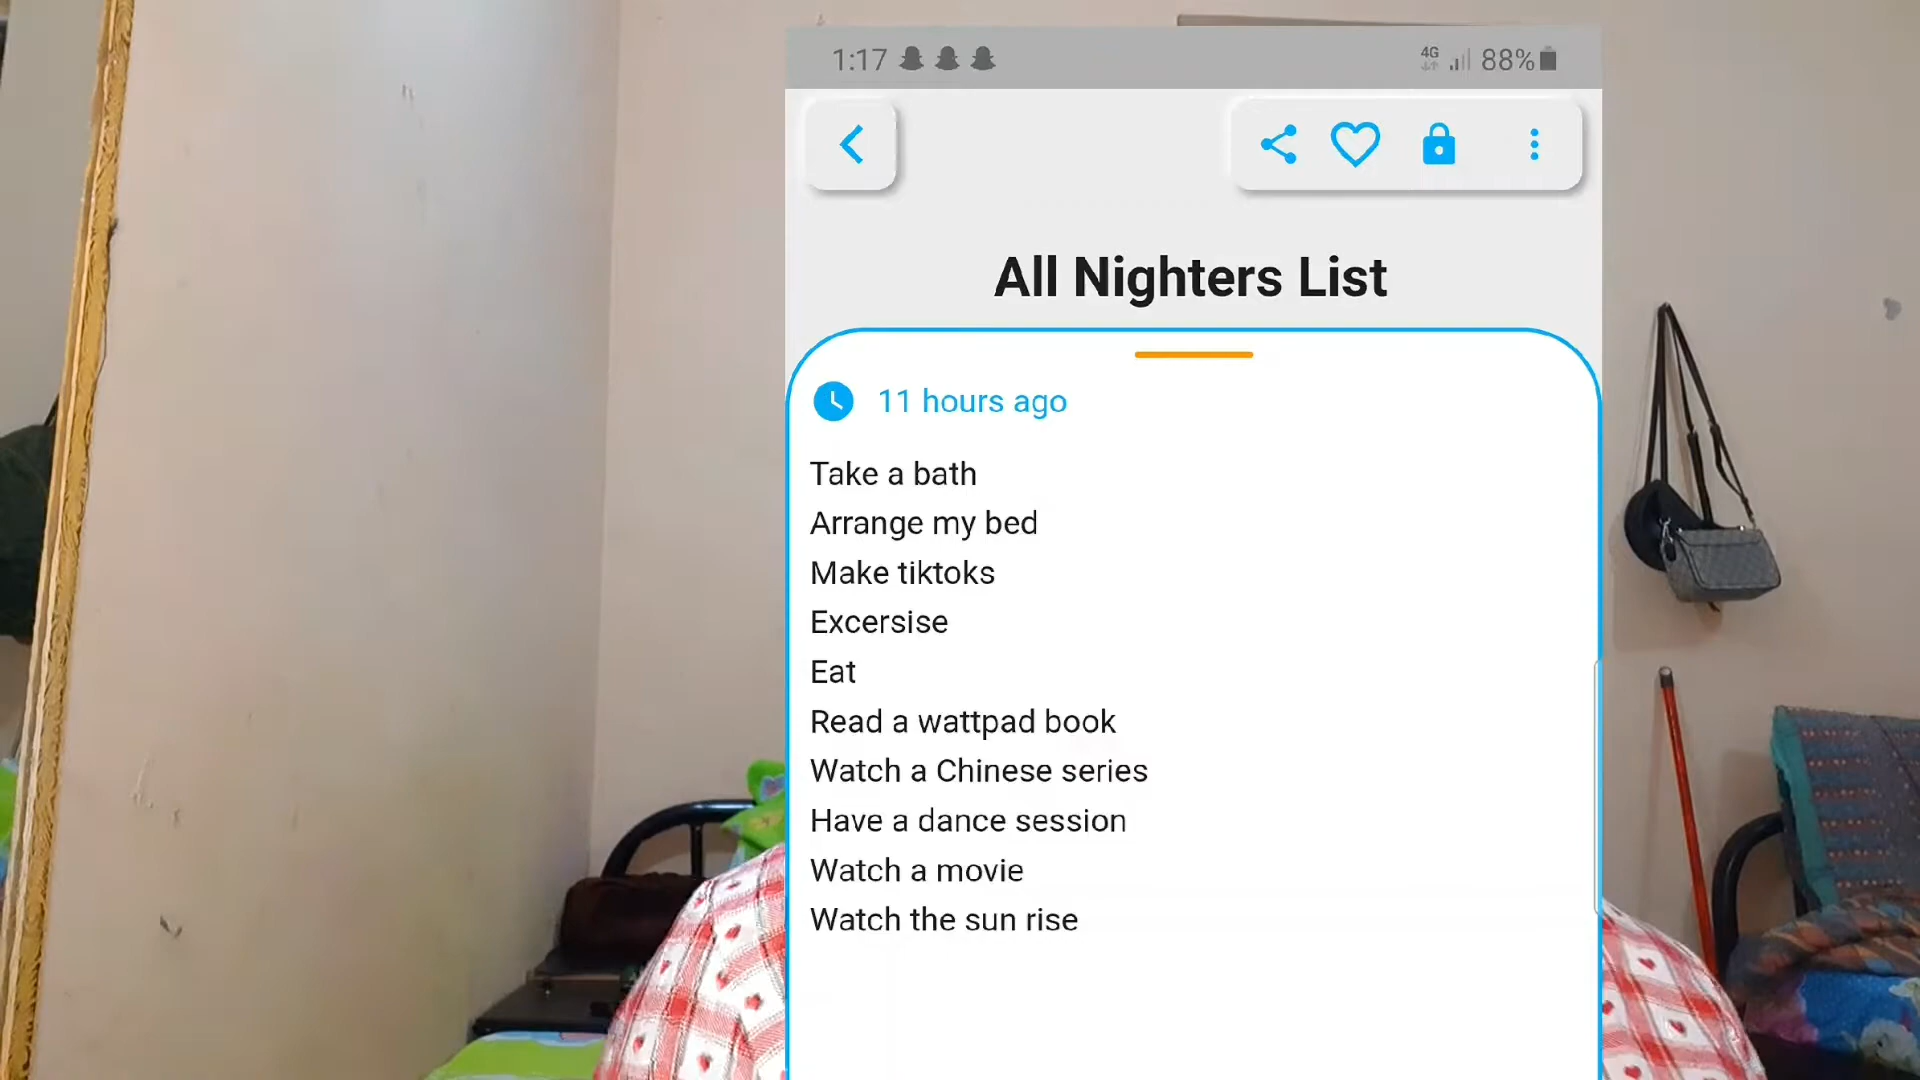 1:17
4G
88%
All Nighters List
11 hours ago
Take a bath
Arrange my bed
Make tiktoks
Excersise
Eat
Read a wattpad book
Watch a Chinese series
Have a dance session
Watch a movie
Watch the sun rise